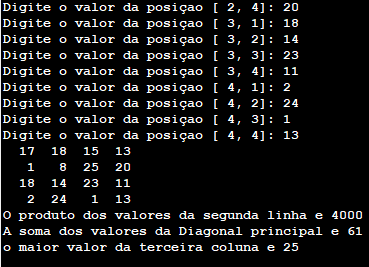 Digite o valor da posiçao [ 2, 4]: 20
Digite o valor da posiçao [ 3, 1]: 18
Digite o valor da posiçao [ 3, 2]: 14
Digite o valor da posiçao [ 3, 3]: 23
Digite o valor da posiçao [ 3, 4]: 11
Digite o valor da posiçao [ 4, 1]: 2
Digite o valor da posiçao [ 4, 2]: 24
Digite o valor da posiçao [ 4, 3]: 1
Digite o valor da posiçao [ 4, 4]: 13
17 18 15 13
1 8 25 20
18 14 23 11
2 24 1 13
O produto dos valores da segunda linha e 4000
A soma dos valores da Diagonal principal e 61
o maior valor da terceira coluna e 25